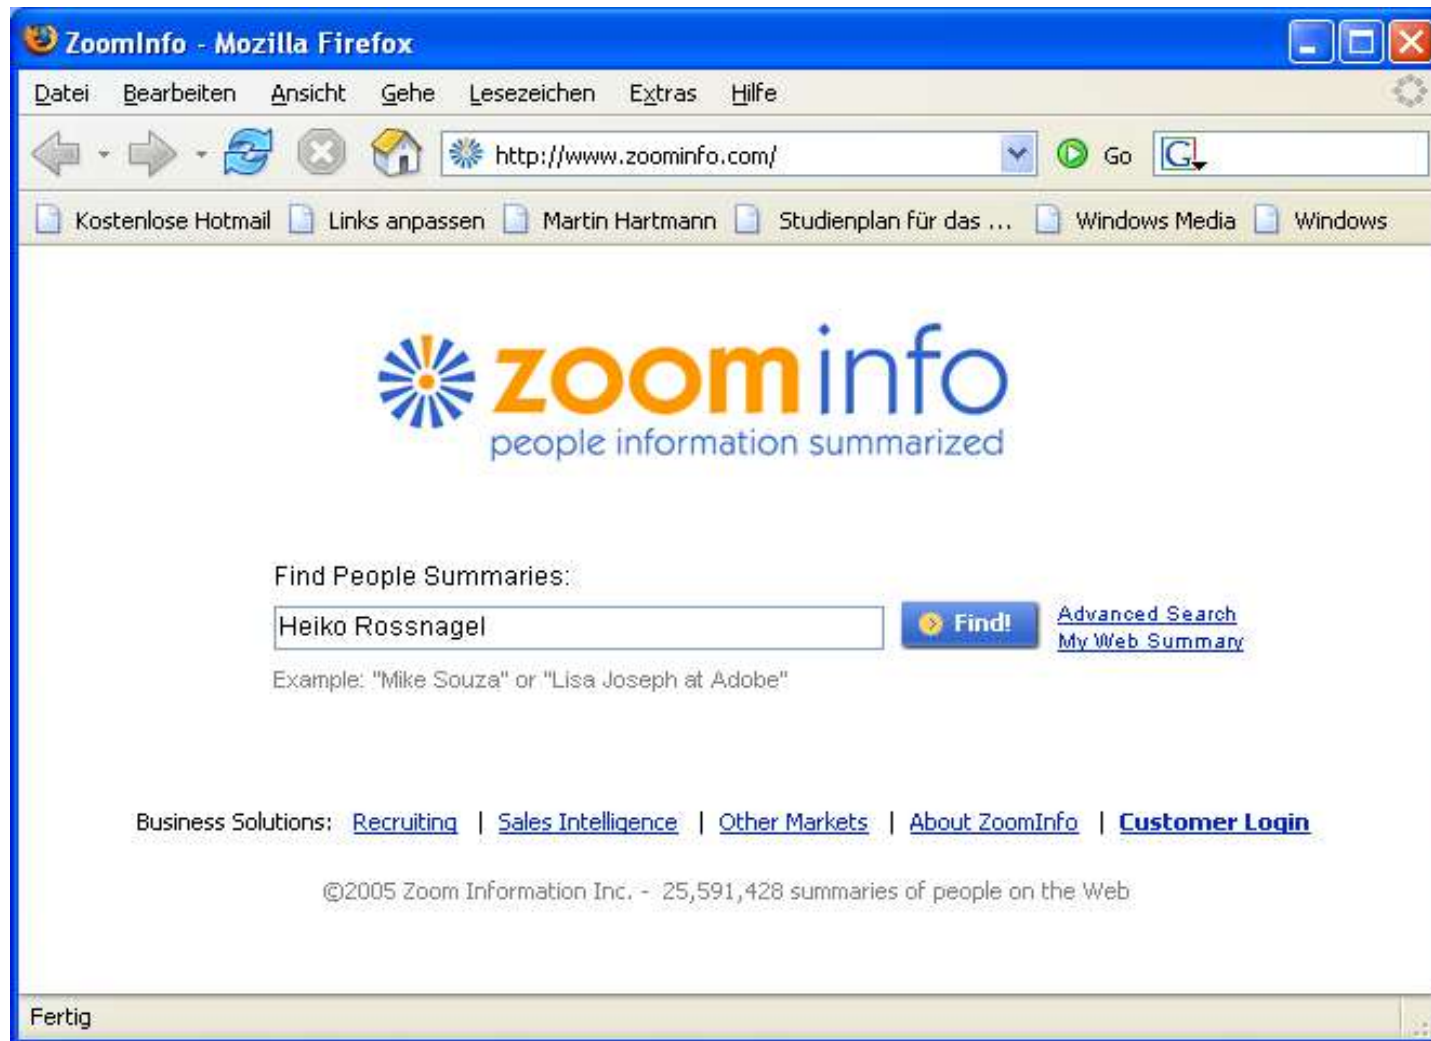 ZoomInfo - Mozilla Firefox
Datei Bearbeiten Ansicht Gehe Lesezeichen Extras Hilfe
http://www.zoominfo.com/ Go G
Kostenlose Hotmail Links anpassen Martin Hartmann Studienplan für das ... Windows Media Windows
zoominfo
people information summarized
Find People Summaries:
Heiko Rossnagel Find! Advanced Search
My Web Summary
Example: "Mike Souza" or "Lisa Joseph at Adobe"
Business Solutions: Recruiting | Sales Intelligence | Other Markets | About ZoomInfo | Customer Login
©2005 Zoom Information Inc. - 25,591,428 summaries of people on the Web
Fertig